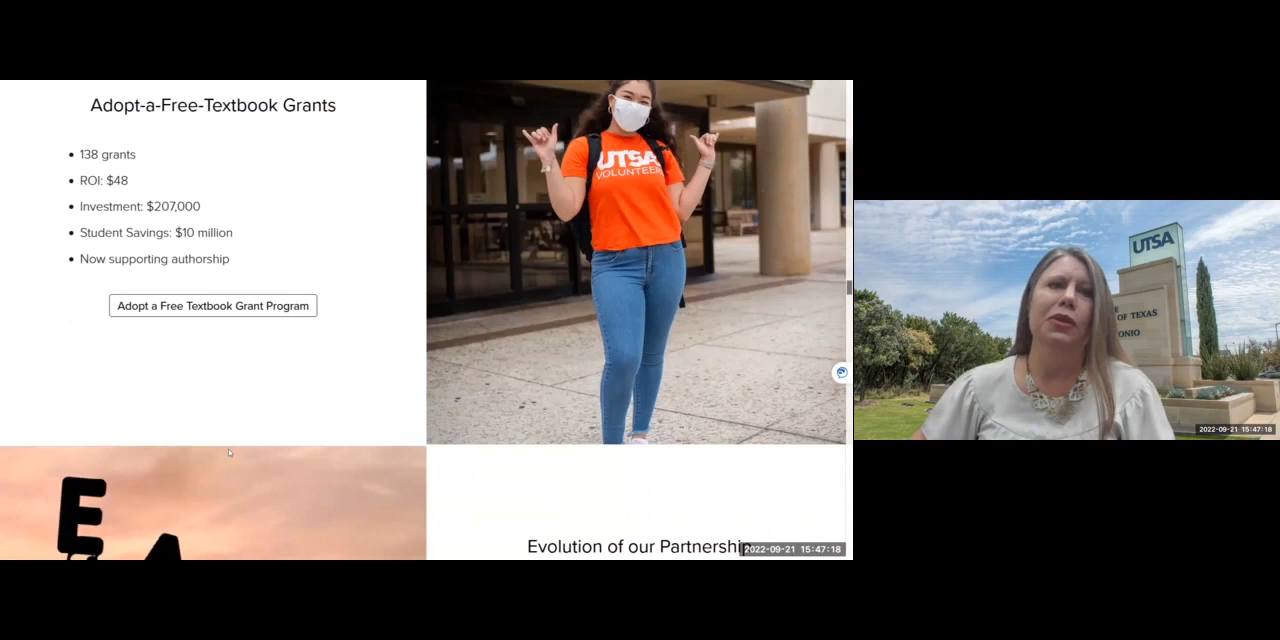 Adopt-a-Free-Textbook Grants
138 grants
ROI: $48
Investment: $207,000
Student Savings: $10 million
Now supporting authorship
Adopt a Free Textbook Grant Program
UTSA
VOLUNTEER
E
A
Evolution of our Partnership
2022-09-21 15:47:18
UTSA
E
OF TEXAS
ONIO
2022-09-21 15:47:18